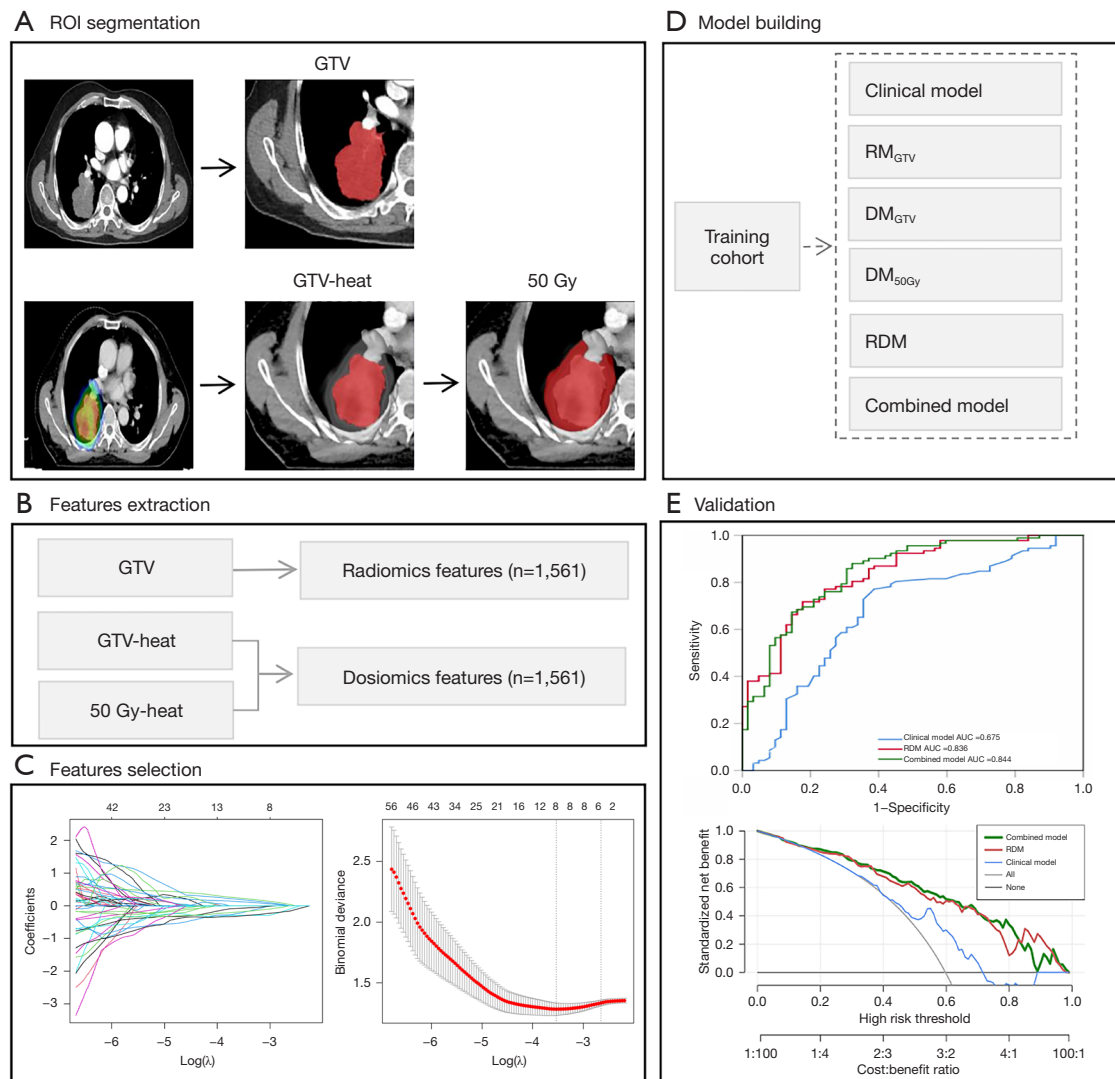 A ROI segmentation
GTV
GTV-heat
50 Gy
B Features extraction
GTV
Radiomics features (n=1,561)
GTV-heat
Dosiomics features (n=1,561)
50 Gy-heat
C Features selection
42 23 13 8
2
1
0
−1
−2
−3
Coefficients
−6 −5 −4 −3
Log(λ)
56 46 43 34 25 21 16 12 8 8 8 6 2
2.5
2.0
1.5
Binomial deviance
−6 −5 −4 −3
Log(λ)
D Model building
Training
cohort
Clinical model
RMGTV
DMGTV
DM50Gy
RDM
Combined model
E Validation
1.0
0.8
0.6
0.4
0.2
0.0
Sensitivity
Clinical model AUC =0.675
RDM AUC =0.836
Combined model AUC =0.844
0.0 0.2 0.4 0.6 0.8 1.0
1−Specificity
1.0
0.8
0.6
0.4
0.2
0.0
Standardized net benefit
Combined model
RDM
Clinical model
All
None
0.0 0.2 0.4 0.6 0.8 1.0
High risk threshold
1:100 1:4 2:3 3:2 4:1 100:1
Cost:benefit ratio